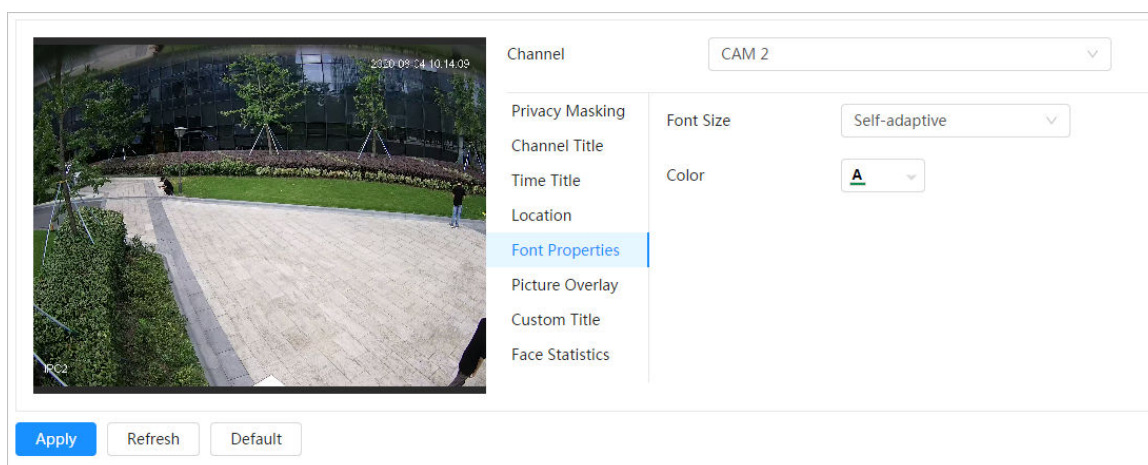 Channel
CAM 2
2020-09-04 10:14:09
Privacy Masking
Channel Title
Time Title
Location
Font Properties
Picture Overlay
Custom Title
Face Statistics
Font Size
Self-adaptive
Color
A
IPC2
Apply
Refresh
Default